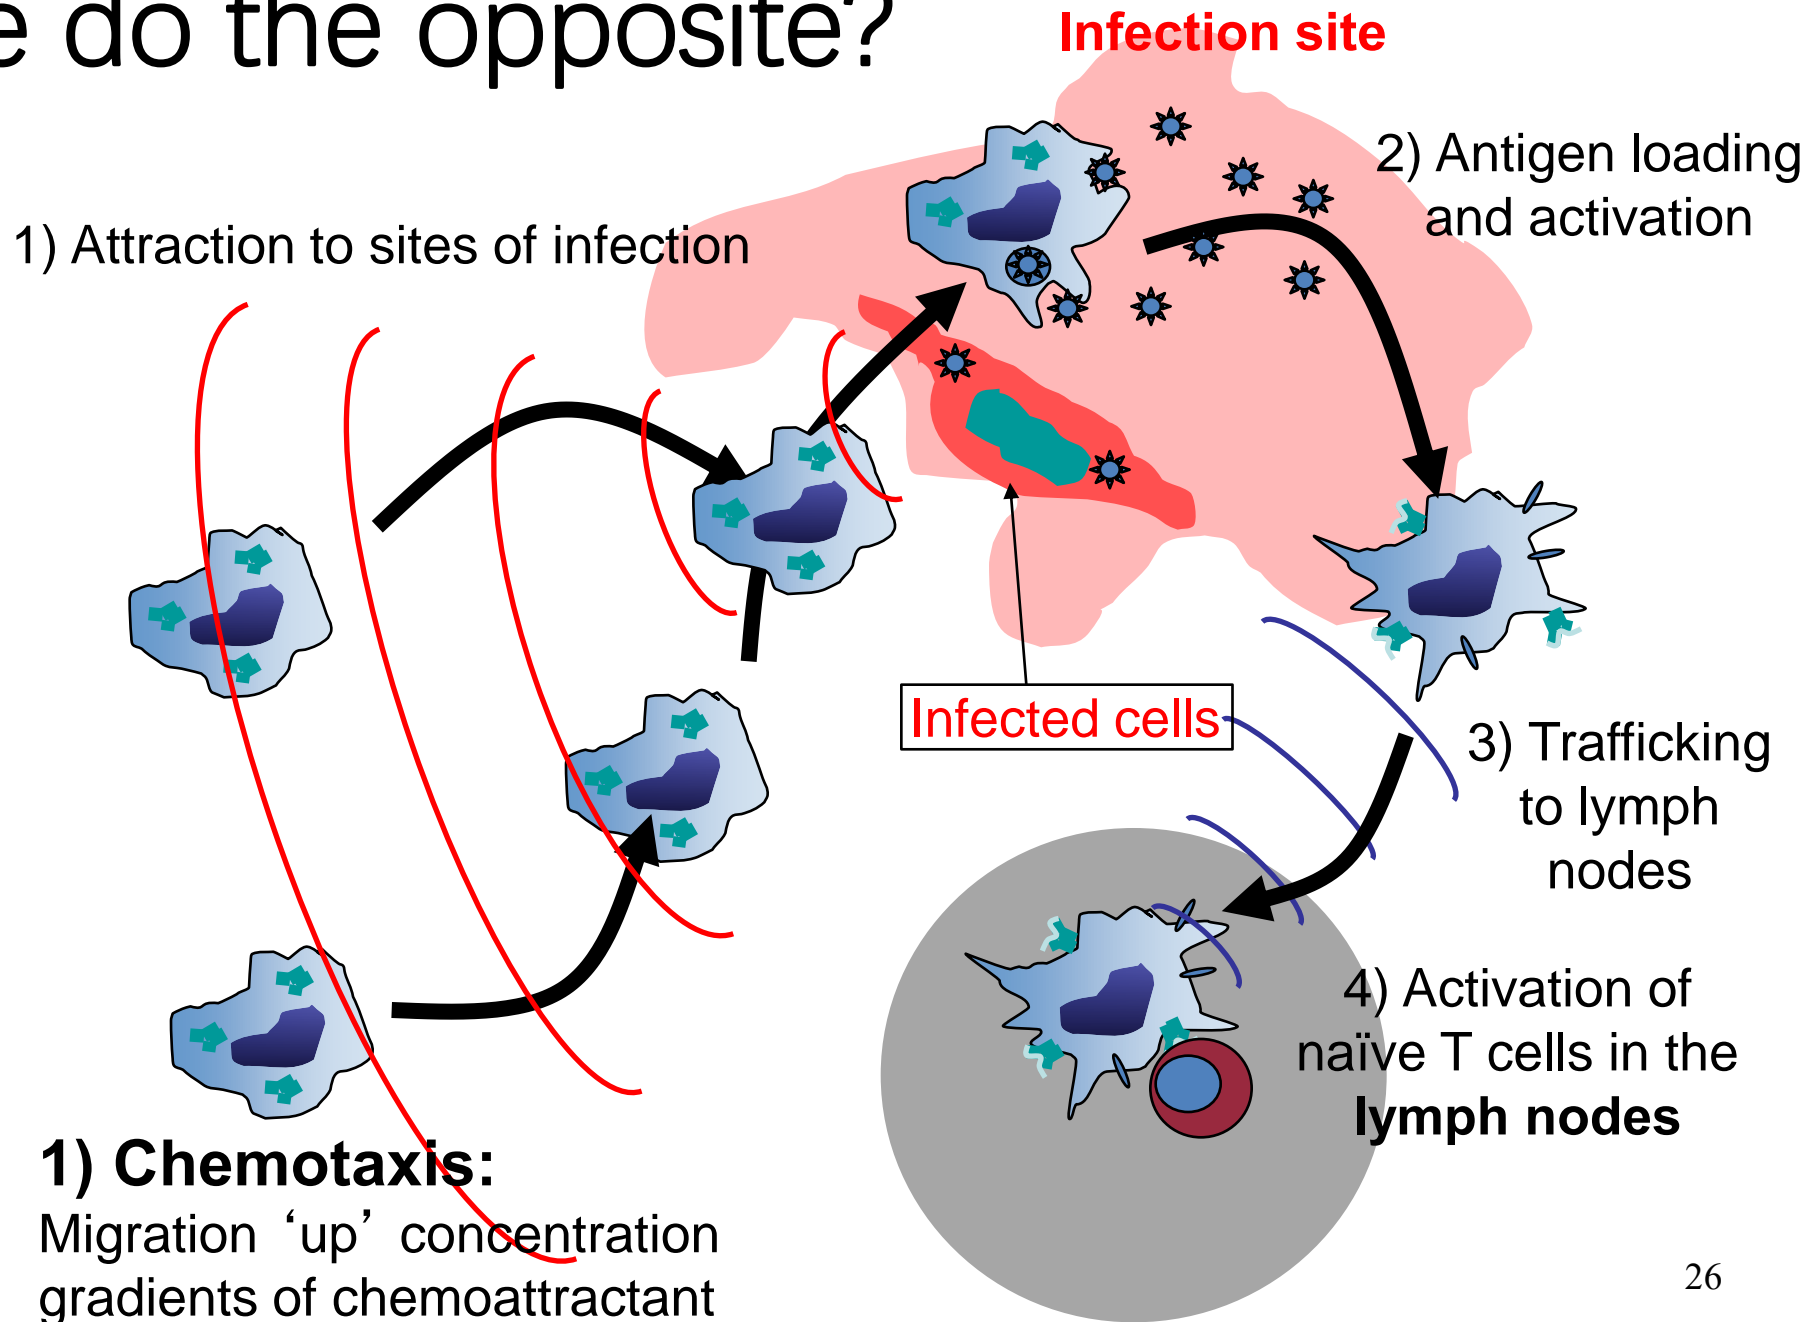 e do the opposite?
Infection site
2) Antigen loading
and activation
1) Attraction to sites of infection
Infected cells
3) Trafficking
to lymph
nodes
4) Activation of
naïve T cells in the
lymph nodes
1) Chemotaxis:
Migration ‘up’ concentration
gradients of chemoattractant
26